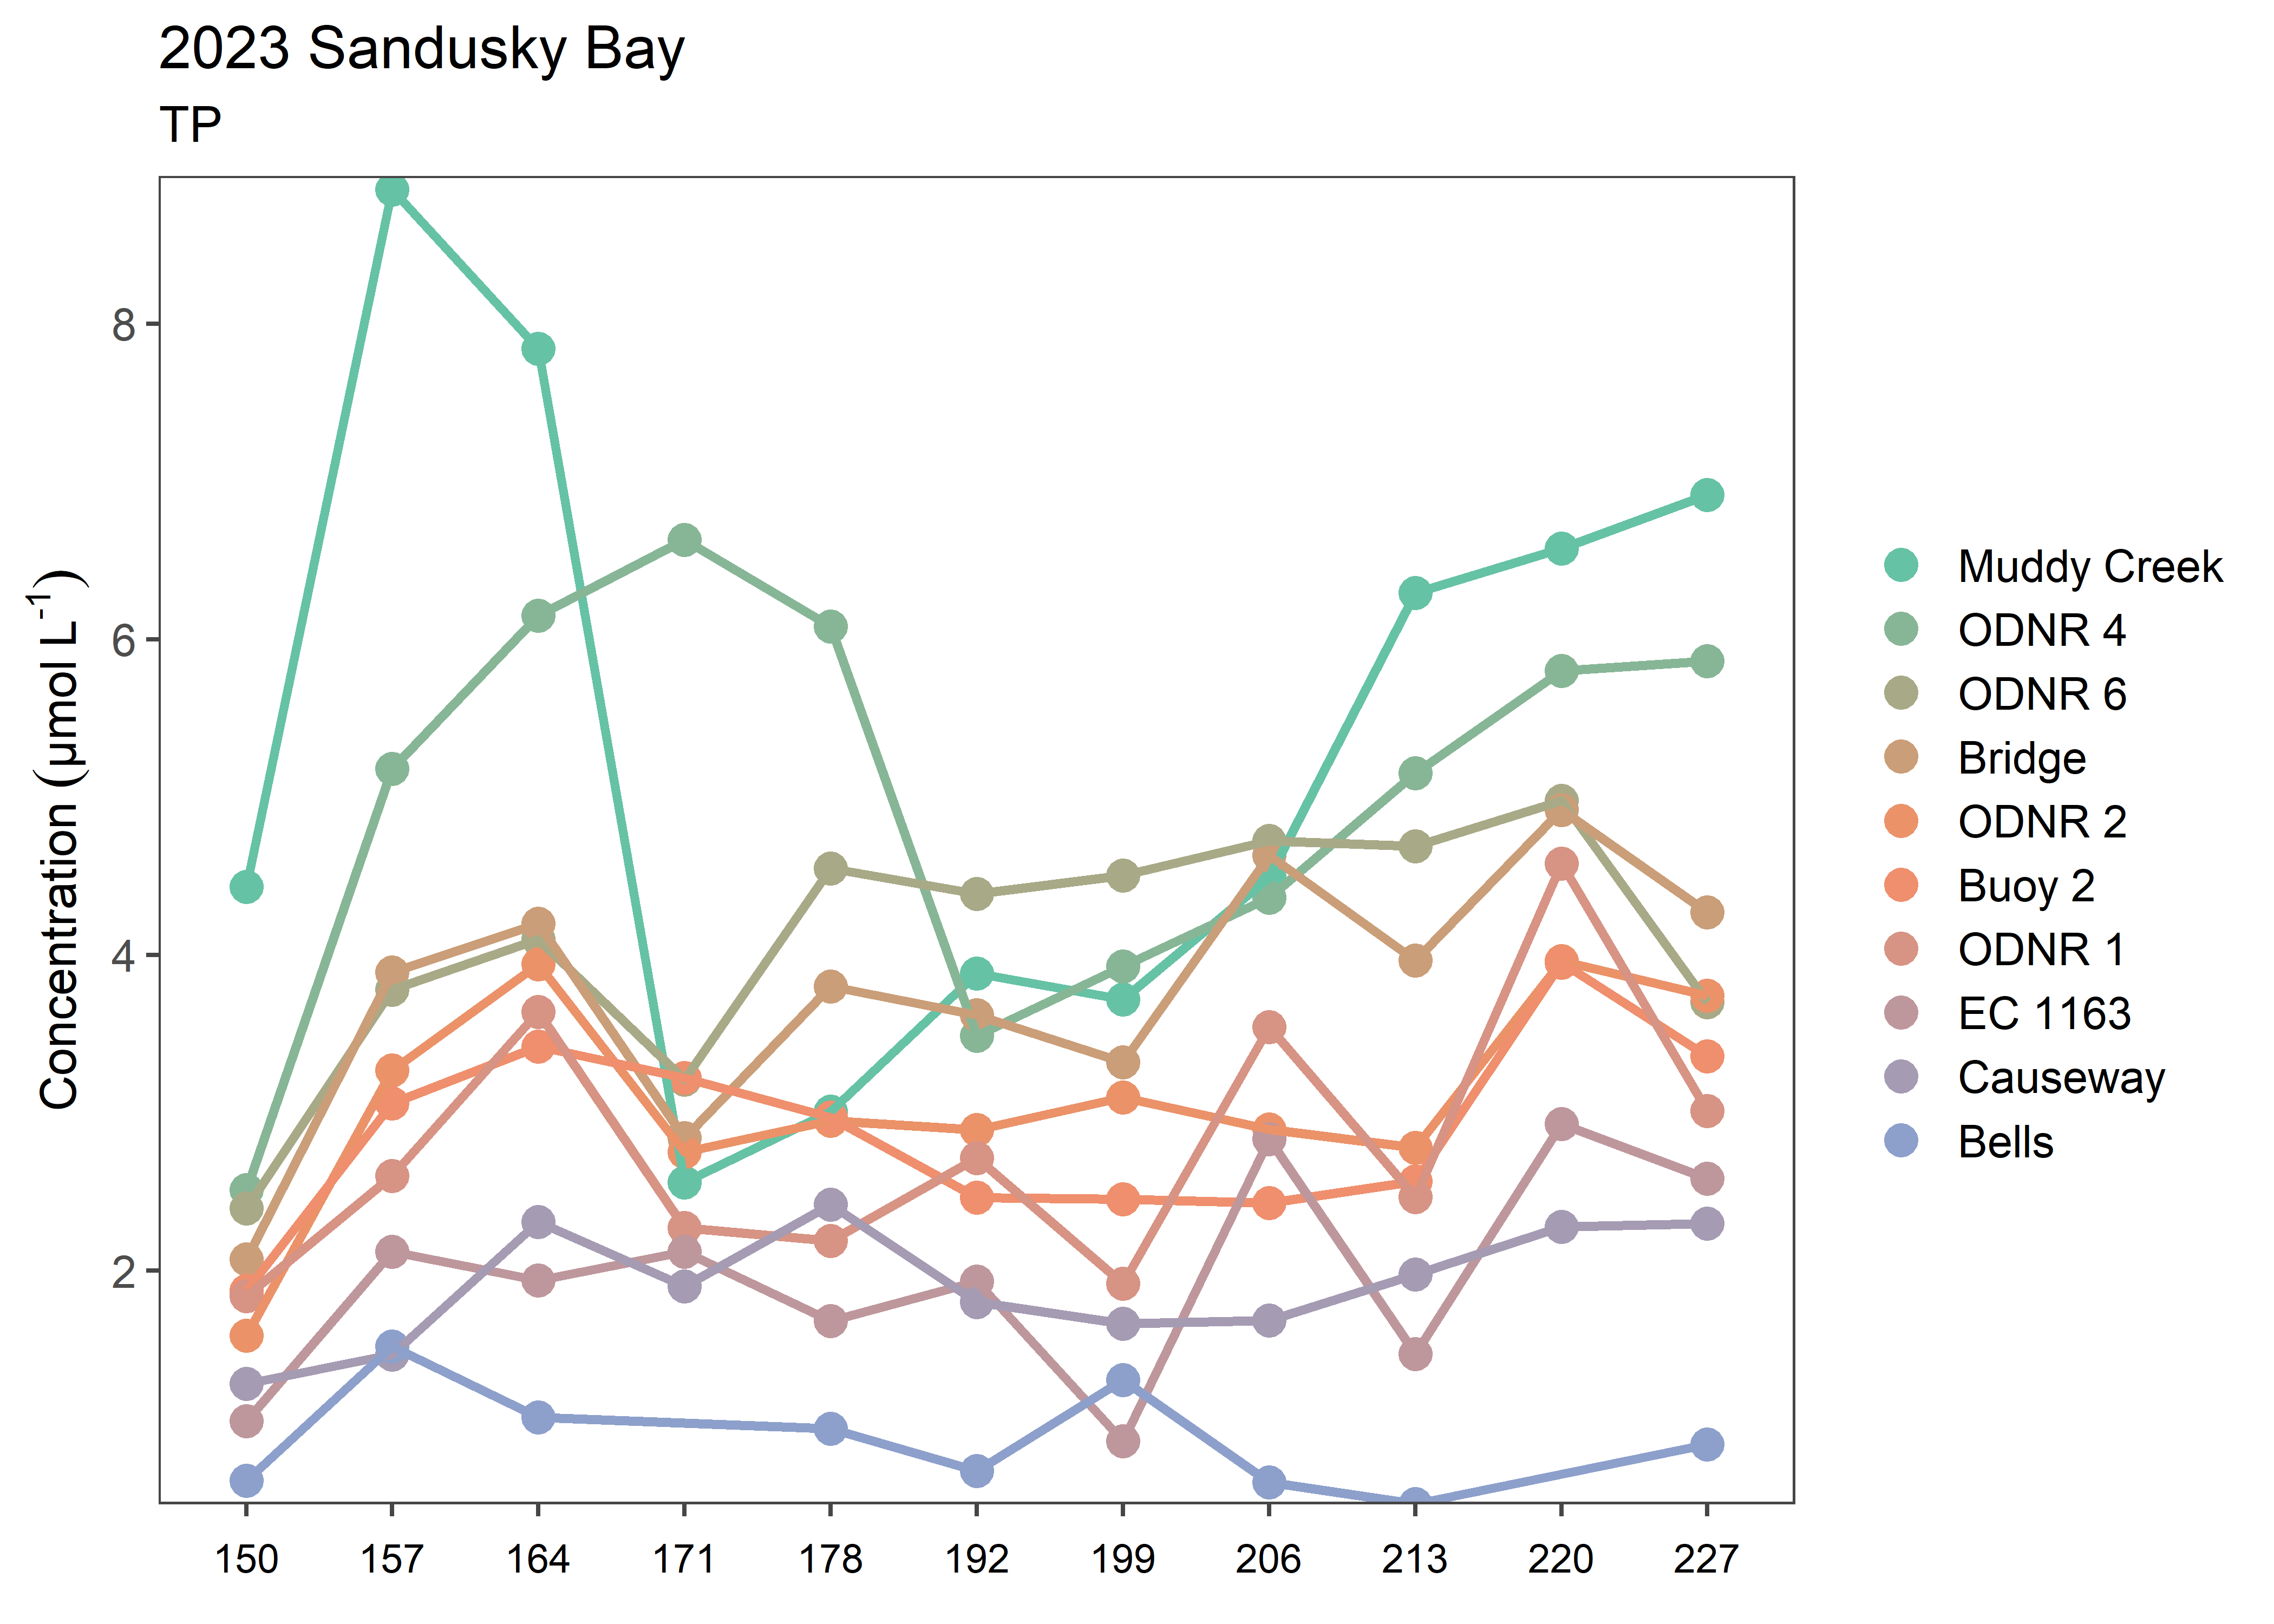 2023 Sandusky Bay
TP
Concentration (µmol L⁻¹)
8
6
4
2
150 157 164 171 178 192 199 206 213 220 227
Muddy Creek
ODNR 4
ODNR 6
Bridge
ODNR 2
Buoy 2
ODNR 1
EC 1163
Causeway
Bells